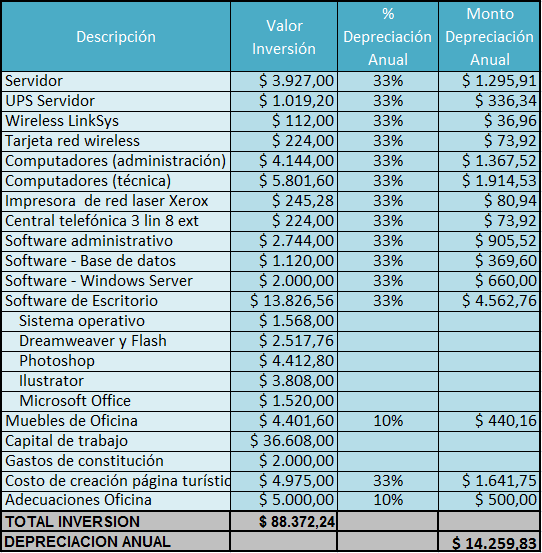 Descripción Valor Inversión % Depreciación Anual Monto Depreciación Anual
Servidor $ 3.927,00 33% $ 1.295,91
UPS Servidor $ 1.019,20 33% $ 336,34
Wireless LinkSys $ 112,00 33% $ 36,96
Tarjeta red wireless $ 224,00 33% $ 73,92
Computadores (administración) $ 4.144,00 33% $ 1.367,52
Computadores (técnica) $ 5.801,60 33% $ 1.914,53
Impresora de red laser Xerox $ 245,28 33% $ 80,94
Central telefónica 3 lin 8 ext $ 224,00 33% $ 73,92
Software administrativo $ 2.744,00 33% $ 905,52
Software - Base de datos $ 1.120,00 33% $ 369,60
Software - Windows Server $ 2.000,00 33% $ 660,00
Software de Escritorio $ 13.826,56 33% $ 4.562,76
Sistema operativo $ 1.568,00
Dreamweaver y Flash $ 2.517,76
Photoshop $ 4.412,80
Ilustrator $ 3.808,00
Microsoft Office $ 1.520,00
Muebles de Oficina $ 4.401,60 10% $ 440,16
Capital de trabajo $ 36.608,00
Gastos de constitución $ 2.000,00
Costo de creación página turístic $ 4.975,00 33% $ 1.641,75
Adecuaciones Oficina $ 5.000,00 10% $ 500,00
TOTAL INVERSION $ 88.372,24
DEPRECIACION ANUAL $ 14.259,83